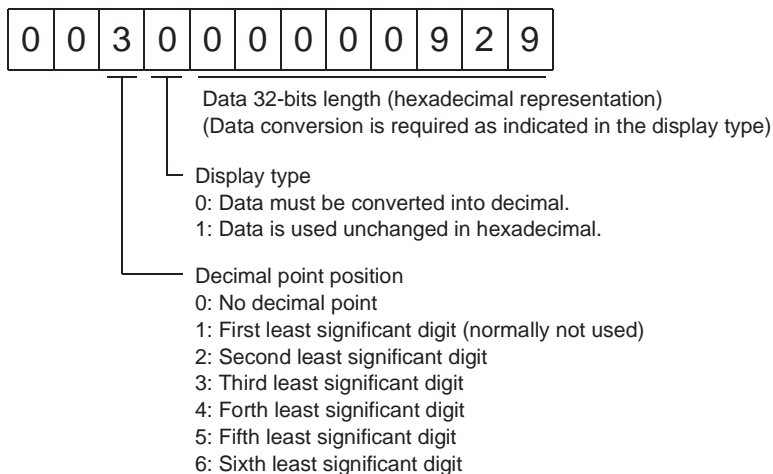 0 0 3 0 0 0 0 0 0 9 2 9
Data 32-bits length (hexadecimal representation)
(Data conversion is required as indicated in the display type)
Display type
0: Data must be converted into decimal.
1: Data is used unchanged in hexadecimal.
Decimal point position
0: No decimal point
1: First least significant digit (normally not used)
2: Second least significant digit
3: Third least significant digit
4: Forth least significant digit
5: Fifth least significant digit
6: Sixth least significant digit